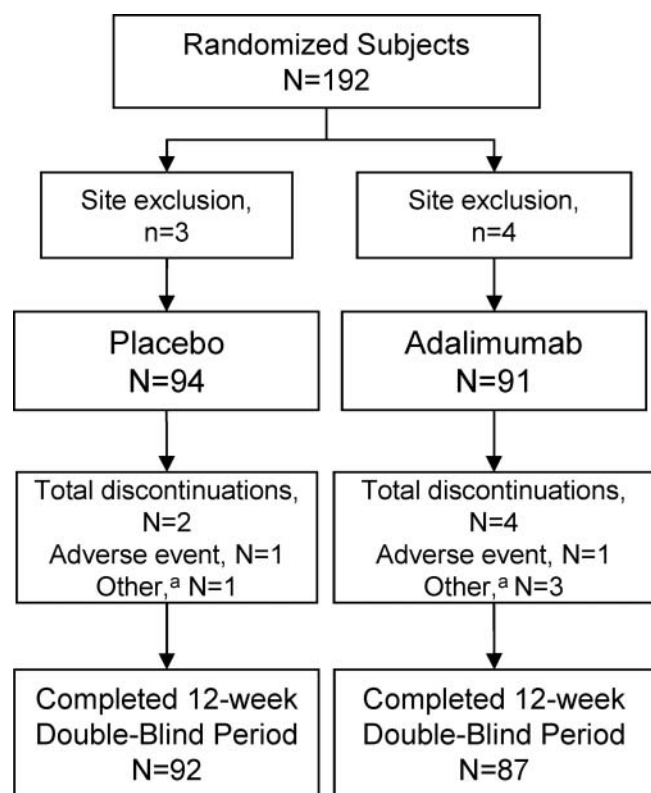 Randomized Subjects
N=192
Site exclusion,
n=3
Site exclusion,
n=4
Placebo
N=94
Adalimumab
N=91
Total discontinuations,
N=2
Adverse event, N=1
Other,ᵃ N=1
Total discontinuations,
N=4
Adverse event, N=1
Other,ᵃ N=3
Completed 12-week
Double-Blind Period
N=92
Completed 12-week
Double-Blind Period
N=87